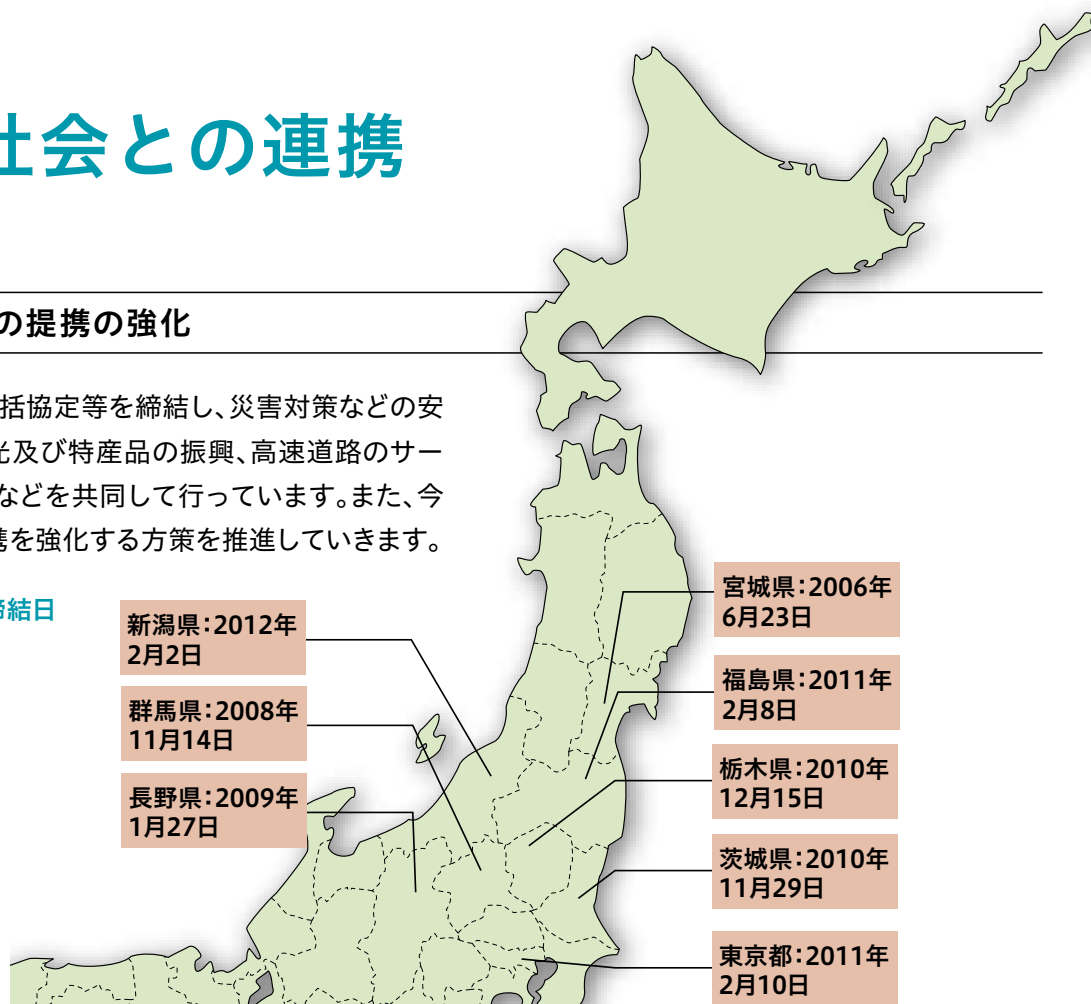 社会との連携
の提携の強化
括協定等を締結し、災害対策などの安
光及び特産品の振興、高速道路のサー
などを共同して行っています。また、今
携を強化する方策を推進していきます。
締結日
新潟県：2012年
2月2日
群馬県：2008年
11月14日
長野県：2009年
1月27日
宮城県：2006年
6月23日
福島県：2011年
2月8日
栃木県：2010年
12月15日
茨城県：2010年
11月29日
東京都：2011年
2月10日